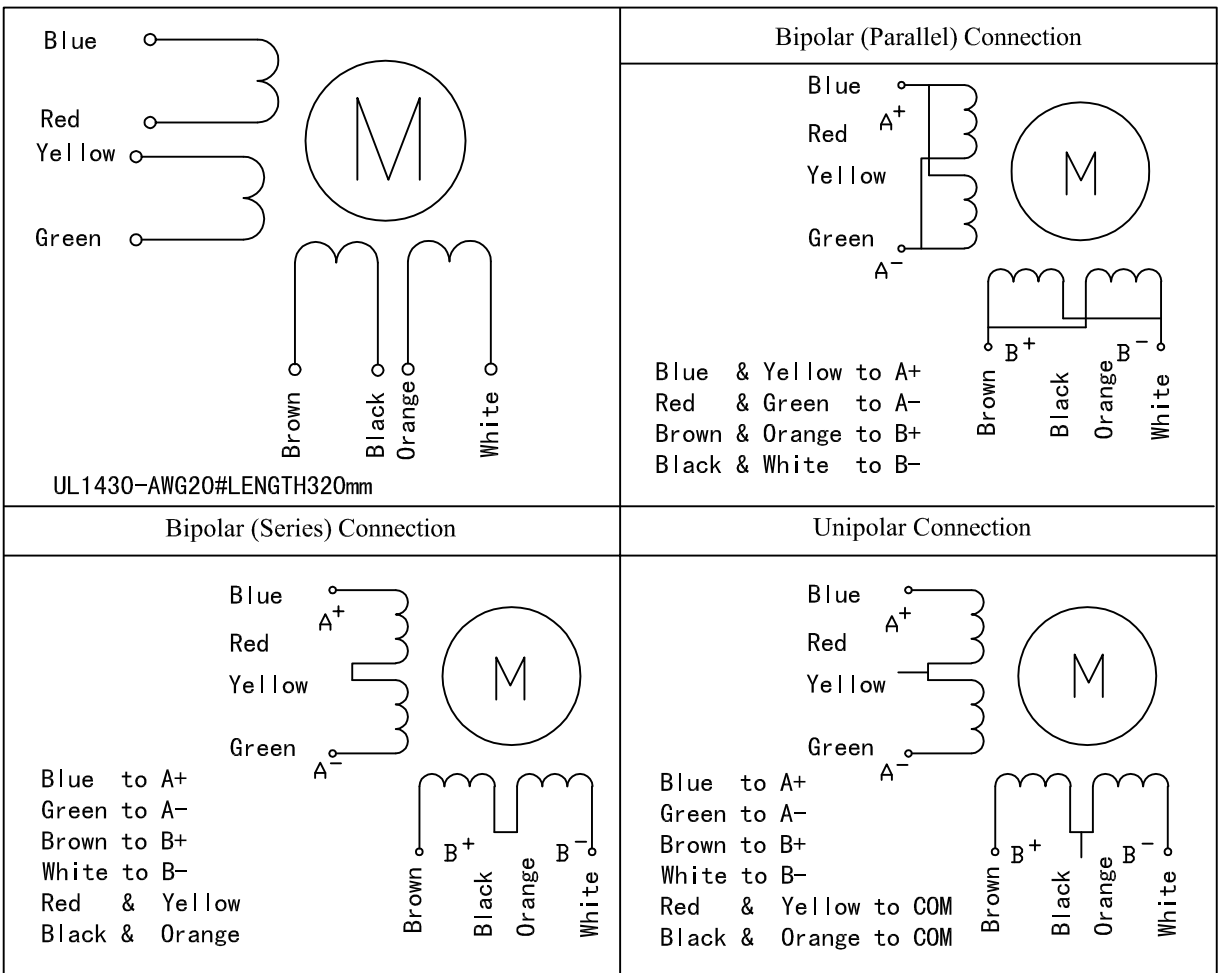 Blue
Red
Yellow
Green
M
Brown
Black
Orange
White
UL1430-AWG20#LENGTH320mm
Bipolar (Parallel) Connection
Blue
A+
Red
Yellow
Green
A-
M
B+
B-
Brown
Black
Orange
White
Blue & Yellow to A+
Red & Green to A-
Brown & Orange to B+
Black & White to B-
Bipolar (Series) Connection
Blue
A+
Red
Yellow
Green
A-
M
B+
B-
Brown
Black
Orange
White
Blue to A+
Green to A-
Brown to B+
White to B-
Red & Yellow
Black & Orange
Unipolar Connection
Blue
A+
Red
Yellow
Green
A-
M
B+
B-
Brown
Black
Orange
White
Blue to A+
Green to A-
Brown to B+
White to B-
Red & Yellow to COM
Black & Orange to COM